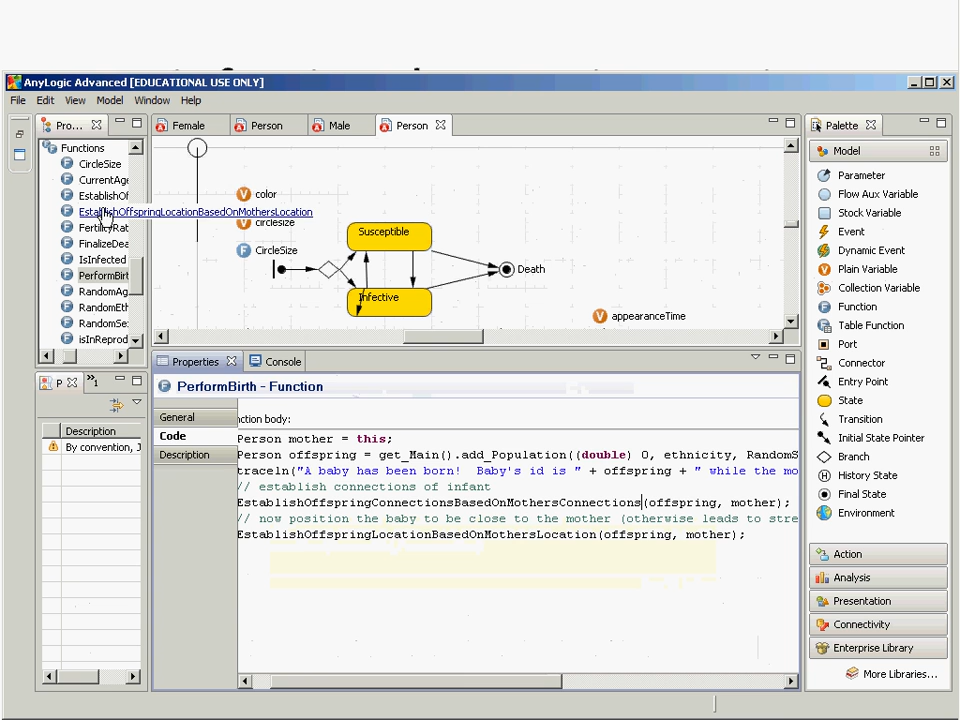 AnyLogic Advanced [EDUCATIONAL USE ONLY]
File Edit View Model Window Help
Pro...
Female
Person
Male
Person
Palette
Functions
CircleSize
CurrentAge
EstablishOf
EstablishOffspringLocationBasedOnMothersLocation
FertilityRat
FinalizeDea
IsInfected
PerformBirt
RandomAg
RandomEth
RandomSe
isInReprod
color
circlesize
CircleSize
Susceptible
Infective
Death
appearanceTime
Model
Parameter
Flow Aux Variable
Stock Variable
Event
Dynamic Event
Plain Variable
Collection Variable
Function
Table Function
Port
Connector
Entry Point
State
Transition
Initial State Pointer
Branch
History State
Final State
Environment
Action
Analysis
Presentation
Connectivity
Enterprise Library
More Libraries...
P
»1
Description
By convention, J
Properties
Console
PerformBirth - Function
General
Code
Description
ction body:
Person mother = this;
Person offspring = get_Main().add_Population((double) 0, ethnicity, RandomS
traceln("A baby has been born! Baby's id is " + offspring + " while the mo
// establish connections of infant
EstablishOffspringConnectionsBasedOnMothersConnections(offspring, mother);
// now position the baby to be close to the mother (otherwise leads to stre
EstablishOffspringLocationBasedOnMothersLocation(offspring, mother);